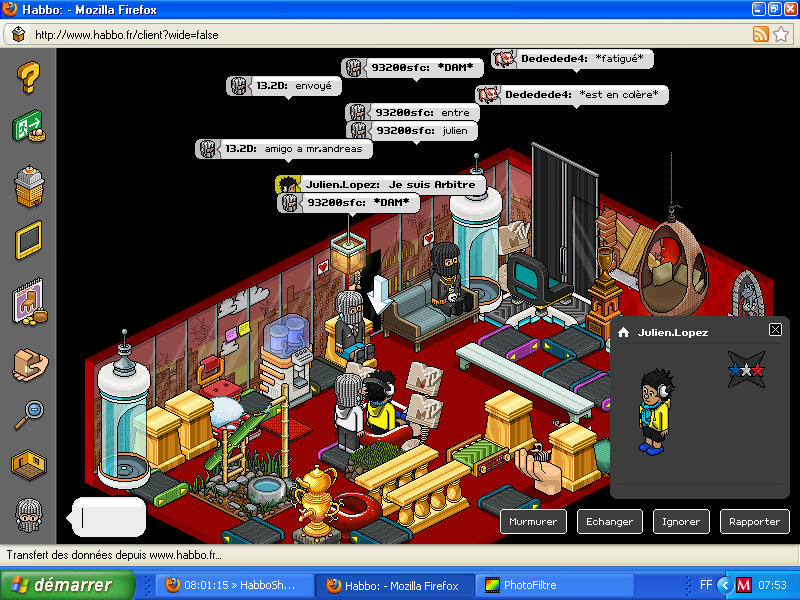 Habbo: - Mozilla Firefox
http://www.habbo.fr/client?wide=false
Dededede4: *fatigué*
93200sfc: *DAM*
13.2D: envoyé
Dededede4: *est en colère*
93200sfc: entre
93200sfc: julien
13.2D: amigo a mr.andreas
Julien.Lopez: Je suis Arbitre
93200sfc: *DAM*
Julien.Lopez
Murmurer Echanger Ignorer Rapporter
Transfert des données depuis www.habbo.fr...
démarrer 08:01:15 » HabboSh... Habbo: - Mozilla Firefox PhotoFiltre FF M 07:53